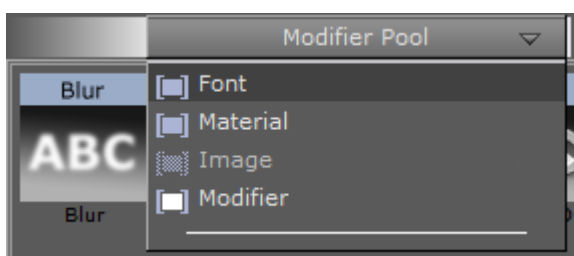 Modifier Pool
Blur
Font
Material
ABC
Image
Modifier
Blur